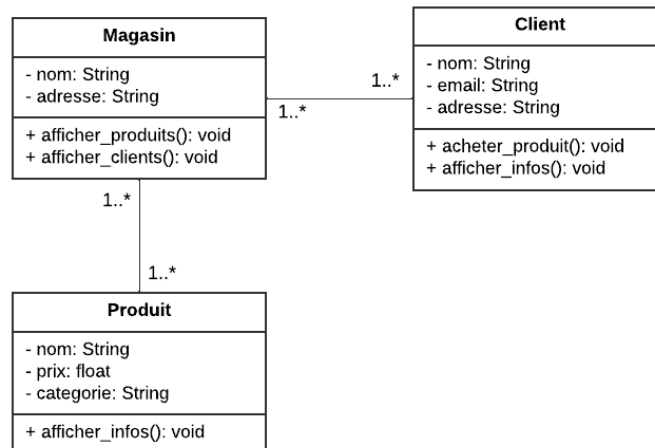 Magasin
- nom: String
- adresse: String
+ afficher_produits(): void
+ afficher_clients(): void
1..*
1..*
Client
- nom: String
- email: String
- adresse: String
+ acheter_produit(): void
+ afficher_infos(): void
1..*
1..*
Produit
- nom: String
- prix: float
- categorie: String
+ afficher_infos(): void